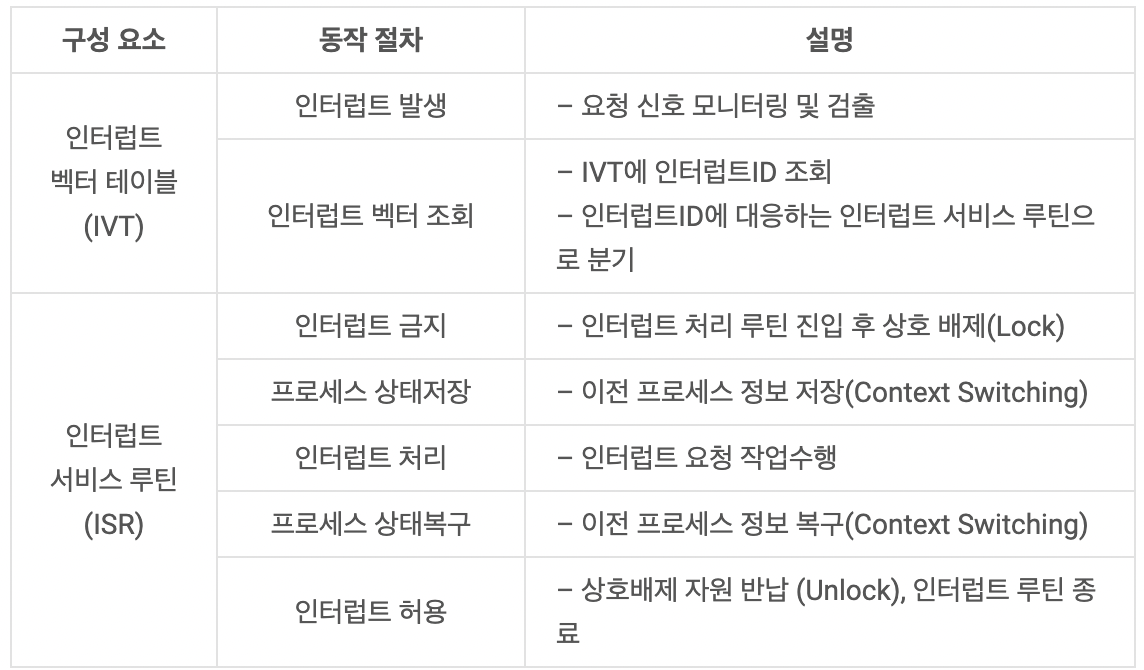 구성 요소
동작 절차
설명
인터럽트
벡터 테이블
(IVT)
인터럽트 발생
– 요청 신호 모니터링 및 검출
인터럽트 벡터 조회
– IVT에 인터럽트ID 조회
– 인터럽트ID에 대응하는 인터럽트 서비스 루틴으
로 분기
인터럽트
서비스 루틴
(ISR)
인터럽트 금지
– 인터럽트 처리 루틴 진입 후 상호 배제(Lock)
프로세스 상태저장
– 이전 프로세스 정보 저장(Context Switching)
인터럽트 처리
– 인터럽트 요청 작업수행
프로세스 상태복구
– 이전 프로세스 정보 복구(Context Switching)
인터럽트 허용
– 상호배제 자원 반납 (Unlock), 인터럽트 루틴 종
료